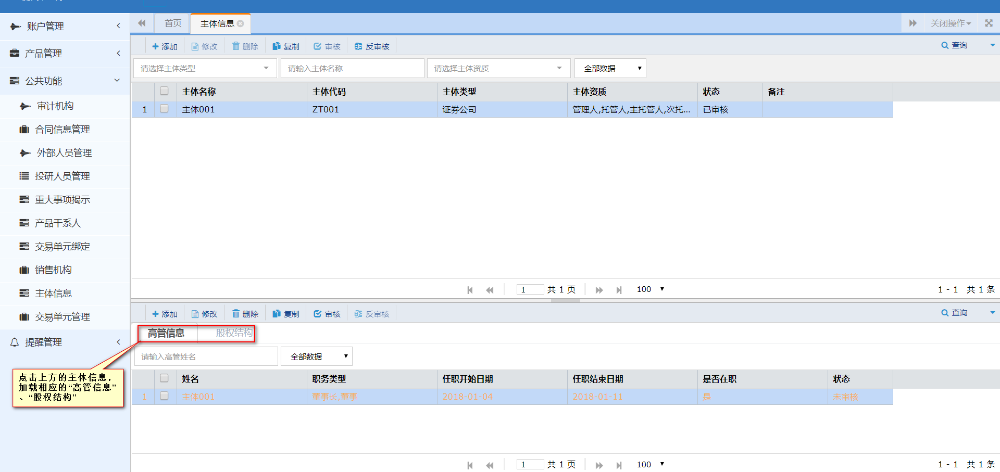 账户管理
产品管理
公共功能
审计机构
合同信息管理
外部人员管理
投研人员管理
重大事项揭示
产品干系人
交易单元绑定
销售机构
主体信息
交易单元管理
提醒管理
首页 主体信息 关闭操作
添加 修改 删除 复制 审核 反审核 查询
请选择主体类型 请输入主体名称 请选择主体资质 全部数据
主体名称 主体代码 主体类型 主体资质 状态 备注
1 主体001 ZT001 证券公司 管理人,托管人,主托管人,次托... 已审核
1 共 1 页 100 1 - 1 共 1 条
添加 修改 删除 复制 审核 反审核 查询
高管信息 股权结构
请输入高管姓名 全部数据
姓名 职务类型 任职开始日期 任职结束日期 是否在职 状态
1 主体001 董事长,董事 2018-01-04 2018-01-11 是 未审核
1 共 1 页 100 1 - 1 共 1 条
点击上方的主体信息，
加载相应的“高管信息”
、“股权结构”